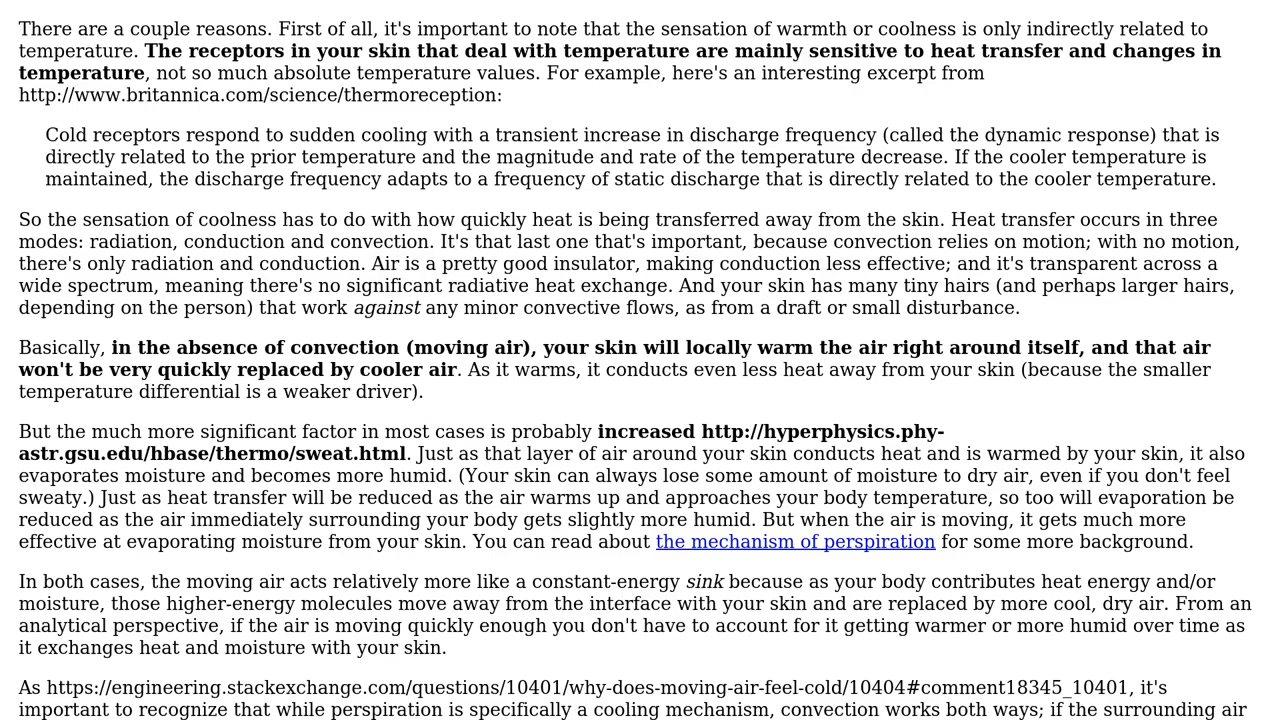 There are a couple reasons. First of all, it's important to note that the sensation of warmth or coolness is only indirectly related to
temperature. The receptors in your skin that deal with temperature are mainly sensitive to heat transfer and changes in
temperature, not so much absolute temperature values. For example, here's an interesting excerpt from
http://www.britannica.com/science/thermoreception:
Cold receptors respond to sudden cooling with a transient increase in discharge frequency (called the dynamic response) that is
directly related to the prior temperature and the magnitude and rate of the temperature decrease. If the cooler temperature is
maintained, the discharge frequency adapts to a frequency of static discharge that is directly related to the cooler temperature.
So the sensation of coolness has to do with how quickly heat is being transferred away from the skin. Heat transfer occurs in three
modes: radiation, conduction and convection. It's that last one that's important, because convection relies on motion; with no motion,
there's only radiation and conduction. Air is a pretty good insulator, making conduction less effective; and it's transparent across a
wide spectrum, meaning there's no significant radiative heat exchange. And your skin has many tiny hairs (and perhaps larger hairs,
depending on the person) that work against any minor convective flows, as from a draft or small disturbance.
Basically, in the absence of convection (moving air), your skin will locally warm the air right around itself, and that air
won't be very quickly replaced by cooler air. As it warms, it conducts even less heat away from your skin (because the smaller
temperature differential is a weaker driver).
But the much more significant factor in most cases is probably increased http://hyperphysics.phy-
astr.gsu.edu/hbase/thermo/sweat.html. Just as that layer of air around your skin conducts heat and is warmed by your skin, it also
evaporates moisture and becomes more humid. (Your skin can always lose some amount of moisture to dry air, even if you don't feel
sweaty.) Just as heat transfer will be reduced as the air warms up and approaches your body temperature, so too will evaporation be
reduced as the air immediately surrounding your body gets slightly more humid. But when the air is moving, it gets much more
effective at evaporating moisture from your skin. You can read about the mechanism of perspiration for some more background.
In both cases, the moving air acts relatively more like a constant-energy sink because as your body contributes heat energy and/or
moisture, those higher-energy molecules move away from the interface with your skin and are replaced by more cool, dry air. From an
analytical perspective, if the air is moving quickly enough you don't have to account for it getting warmer or more humid over time as
it exchanges heat and moisture with your skin.
As https://engineering.stackexchange.com/questions/10401/why-does-moving-air-feel-cold/10404#comment18345_10401, it's
important to recognize that while perspiration is specifically a cooling mechanism, convection works both ways; if the surrounding air